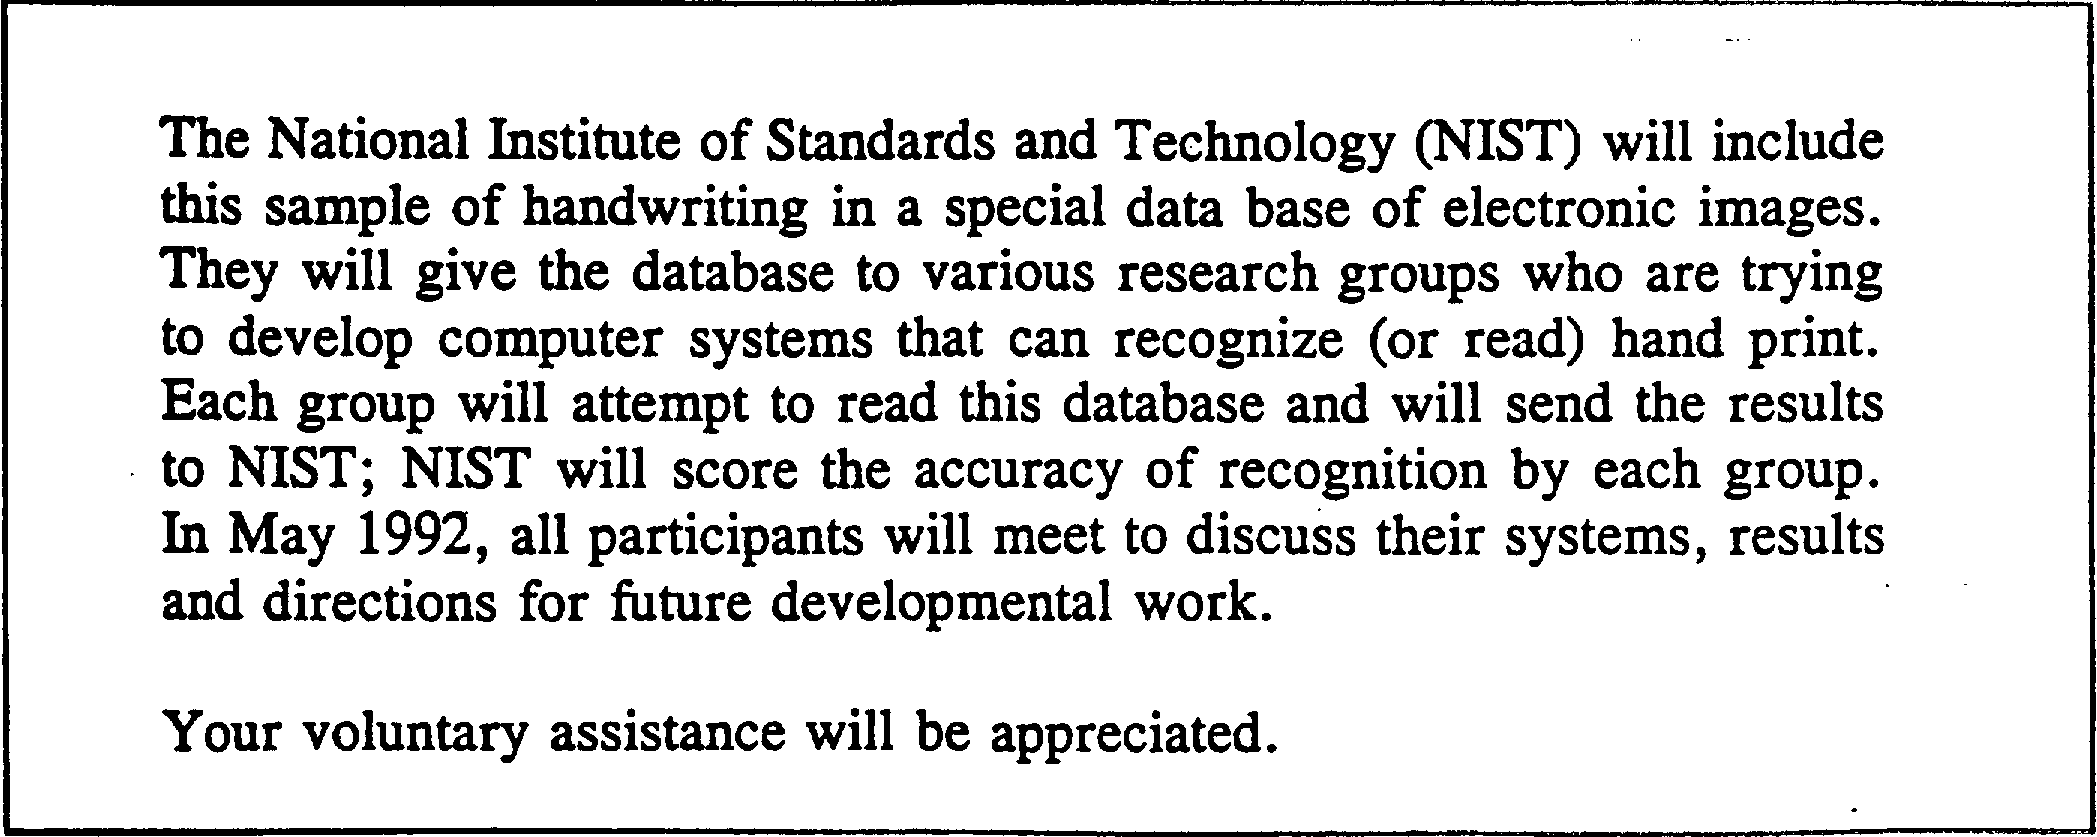 The National Institute of Standards and Technology (NIST) will include
this sample of handwriting in a special data base of electronic images.
They will give the database to various research groups who are trying
to develop computer systems that can recognize (or read) hand print.
Each group will attempt to read this database and will send the results
to NIST; NIST will score the accuracy of recognition by each group.
In May 1992, all participants will meet to discuss their systems, results
and directions for future developmental work.
Your voluntary assistance will be appreciated.